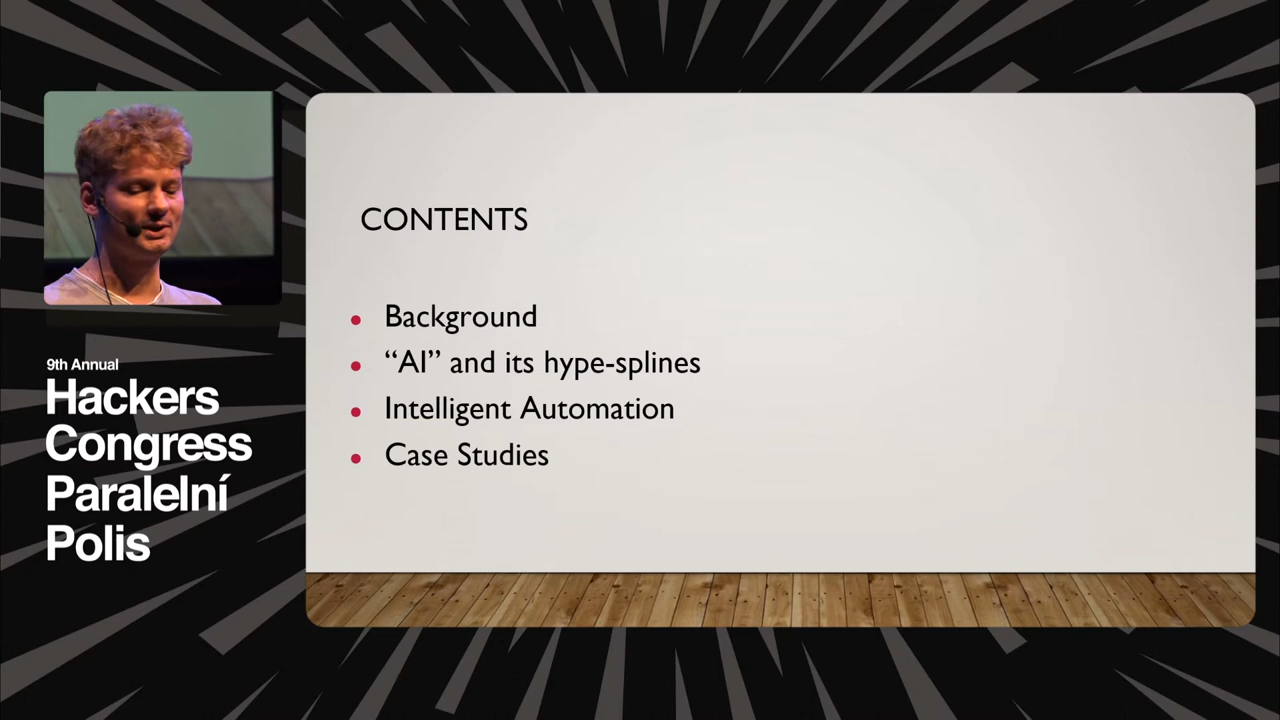 9th Annual
Hackers
Congress
Paralelní
Polis
CONTENTS
Background
“AI” and its hype-splines
Intelligent Automation
Case Studies